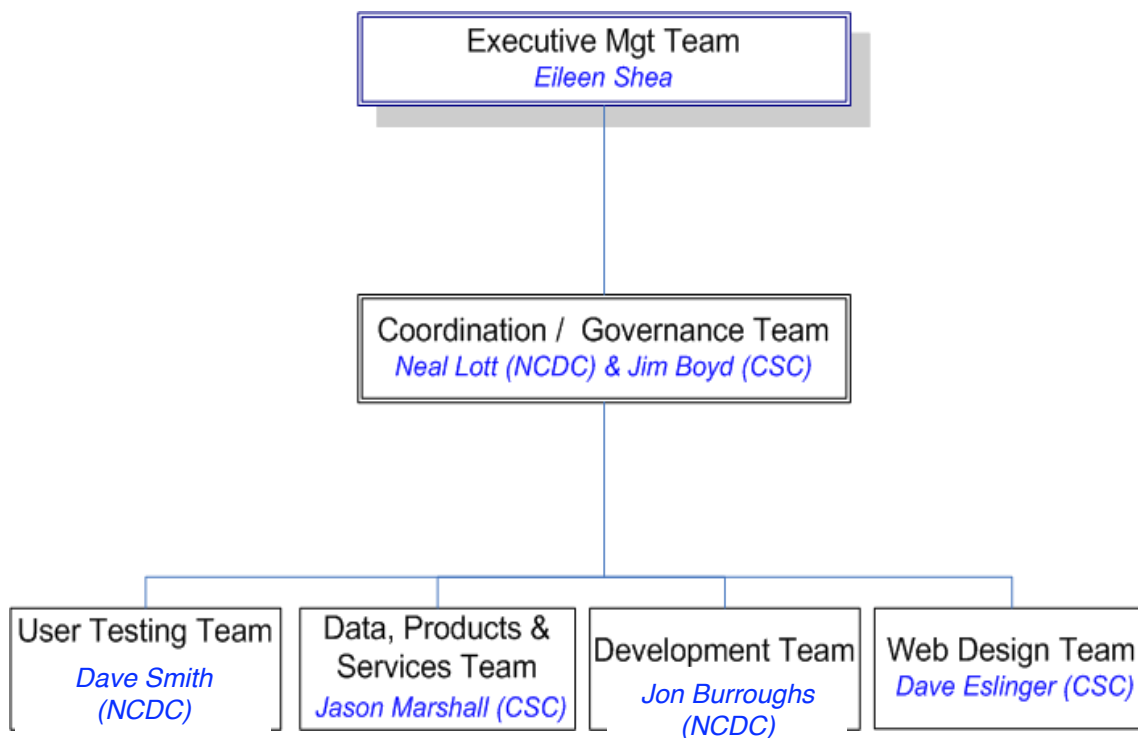 Executive Mgt Team
Eileen Shea
Coordination / Governance Team
Neal Lott (NCDC) & Jim Boyd (CSC)
User Testing Team
Dave Smith
(NCDC)
Data, Products &
Services Team
Jason Marshall (CSC)
Development Team
Jon Burroughs
(NCDC)
Web Design Team
Dave Eslinger (CSC)